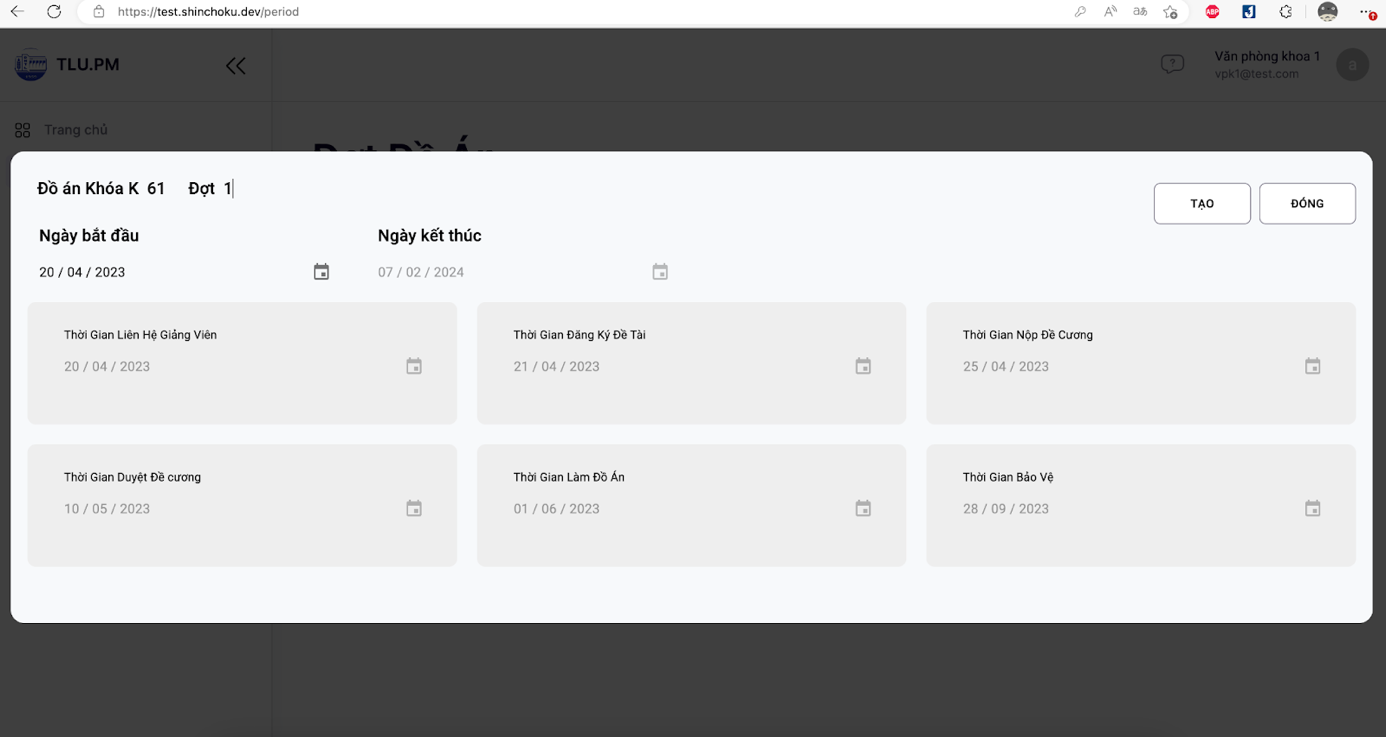 https://test.shinchoku.dev/period
TLU.PM
Văn phòng khoa 1
vpk1@test.com
a
Trang chủ
Đợt Đồ Án
Đồ án Khóa K 61 Đợt 1
TẠO ĐÓNG
Ngày bắt đầu Ngày kết thúc
20 / 04 / 2023 07 / 02 / 2024
Thời Gian Liên Hệ Giảng Viên Thời Gian Đăng Ký Đề Tài Thời Gian Nộp Đề Cương
20 / 04 / 2023 21 / 04 / 2023 25 / 04 / 2023
Thời Gian Duyệt Đề cương Thời Gian Làm Đồ Án Thời Gian Bảo Vệ
10 / 05 / 2023 01 / 06 / 2023 28 / 09 / 2023